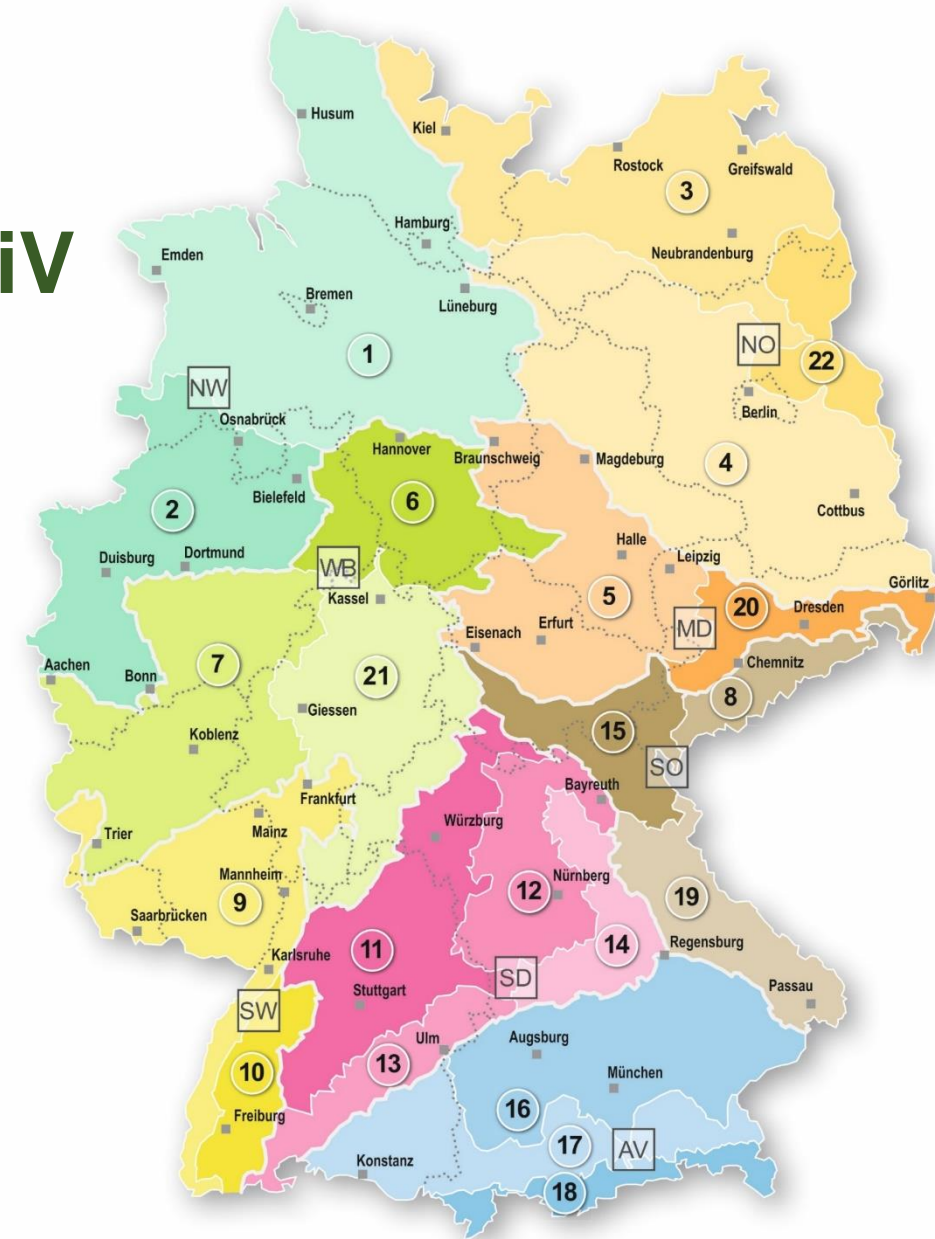 Husum
Kiel
Rostock
Greifswald
3
iV
Hamburg
Neubrandenburg
Emden
Bremen
Lüneburg
1
NO
22
NW
Berlin
Osnabrück
Hannover
Braunschweig
Magdeburg
4
Bielefeld
6
2
Cottbus
Duisburg
Dortmund
Halle
Leipzig
WB
Kassel
5
20
Görlitz
Dresden
Eisenach
Erfurt
MD
Aachen
7
Bonn
21
Chemnitz
8
Giessen
15
Koblenz
SO
Bayreuth
Frankfurt
Mainz
Würzburg
Trier
Mannheim
12
Nürnberg
19
9
Saarbrücken
11
14
Regensburg
Karlsruhe
SD
Stuttgart
Passau
SW
Ulm
Augsburg
13
10
München
16
Freiburg
17
AV
Konstanz
18